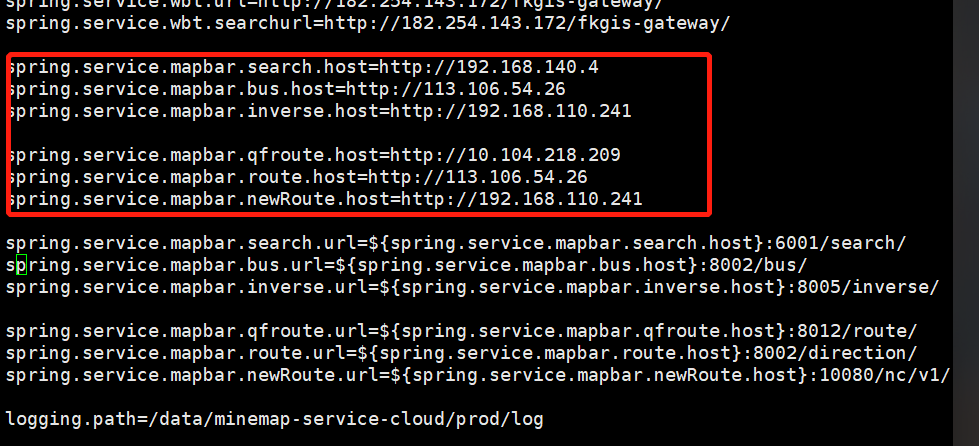 spring.service.wbt.url=http://182.254.143.172/fkgis-gateway/
spring.service.wbt.searchurl=http://182.254.143.172/fkgis-gateway/
spring.service.mapbar.search.host=http://192.168.140.4
spring.service.mapbar.bus.host=http://113.106.54.26
spring.service.mapbar.inverse.host=http://192.168.110.241
spring.service.mapbar.qfroute.host=http://10.104.218.209
spring.service.mapbar.route.host=http://113.106.54.26
spring.service.mapbar.newRoute.host=http://192.168.110.241
spring.service.mapbar.search.url=${spring.service.mapbar.search.host}:6001/search/
spring.service.mapbar.bus.url=${spring.service.mapbar.bus.host}:8002/bus/
spring.service.mapbar.inverse.url=${spring.service.mapbar.inverse.host}:8005/inverse/
spring.service.mapbar.qfroute.url=${spring.service.mapbar.qfroute.host}:8012/route/
spring.service.mapbar.route.url=${spring.service.mapbar.route.host}:8002/direction/
spring.service.mapbar.newRoute.url=${spring.service.mapbar.newRoute.host}:10080/nc/v1/
logging.path=/data/minemap-service-cloud/prod/log